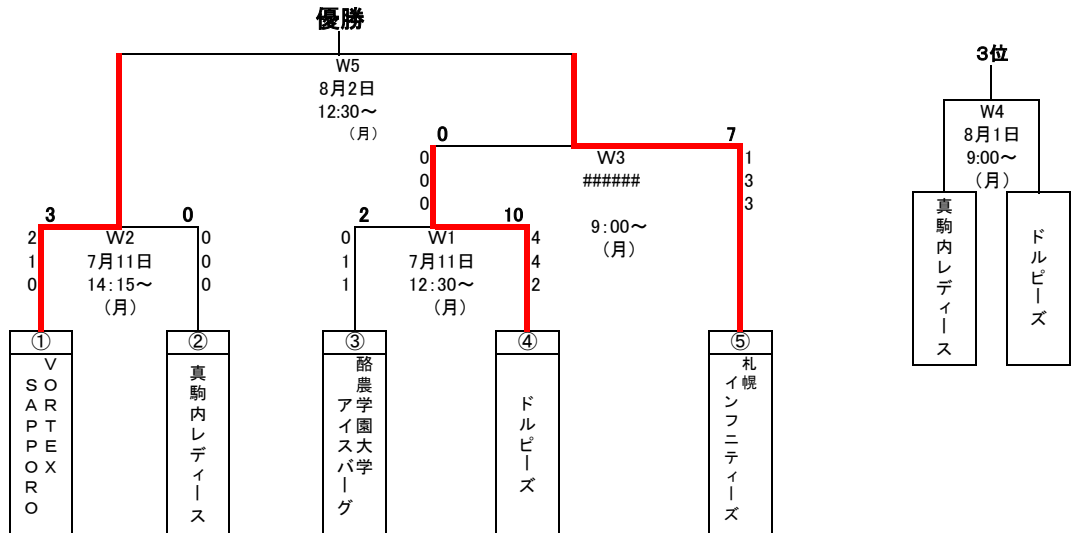 優勝
W5
8月2日
12:30～
（月）
3位
W4
8月1日
9:00～
（月）
真駒内レディース
ドルピーズ
0
7
0
0
0
W3
######
9:00～
（月）
1
3
3
3
0
2
1
0
W2
7月11日
14:15～
（月）
0
0
0
2
10
0
1
1
W1
7月11日
12:30～
（月）
4
4
2
①
VORTEX
SAPPORO
②
真駒内レディース
③
酪農学園大学
アイスバーグ
④
ドルピーズ
⑤
札幌
インフニティーズ